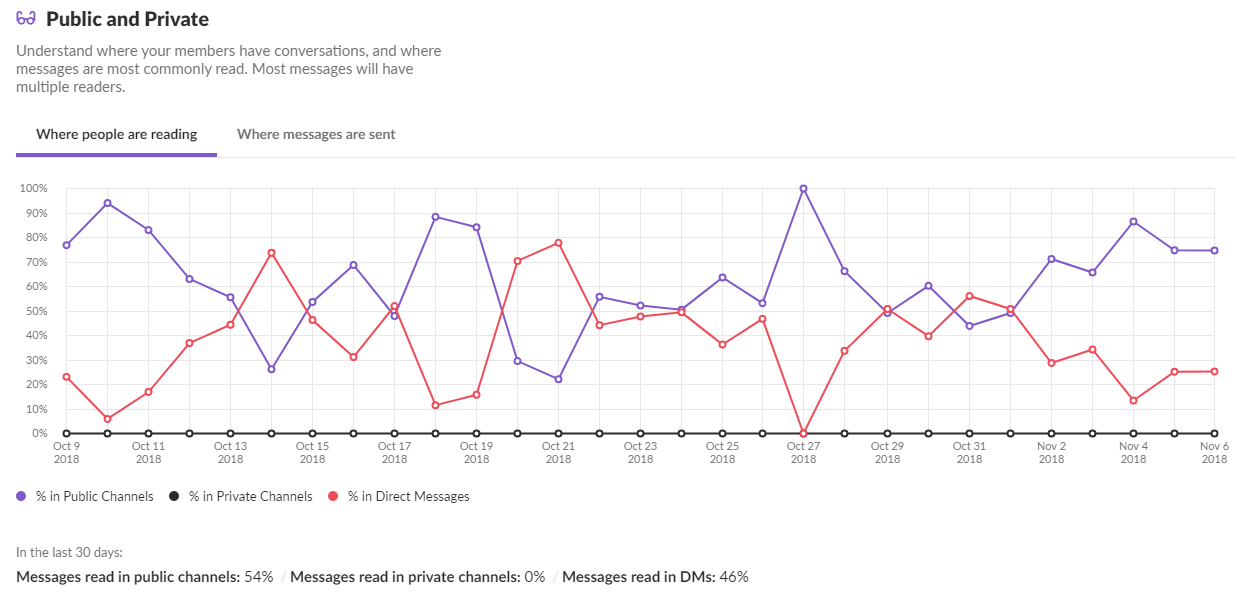 Public and Private
Understand where your members have conversations, and where
messages are most commonly read. Most messages will have
multiple readers.
Where people are reading
Where messages are sent
100%
90%
80%
70%
60%
50%
40%
30%
20%
10%
0%
Oct 9
2018
Oct 11
2018
Oct 13
2018
Oct 15
2018
Oct 17
2018
Oct 19
2018
Oct 21
2018
Oct 23
2018
Oct 25
2018
Oct 27
2018
Oct 29
2018
Oct 31
2018
Nov 2
2018
Nov 4
2018
Nov 6
2018
% in Public Channels
% in Private Channels
% in Direct Messages
In the last 30 days:
Messages read in public channels: 54% / Messages read in private channels: 0% / Messages read in DMs: 46%